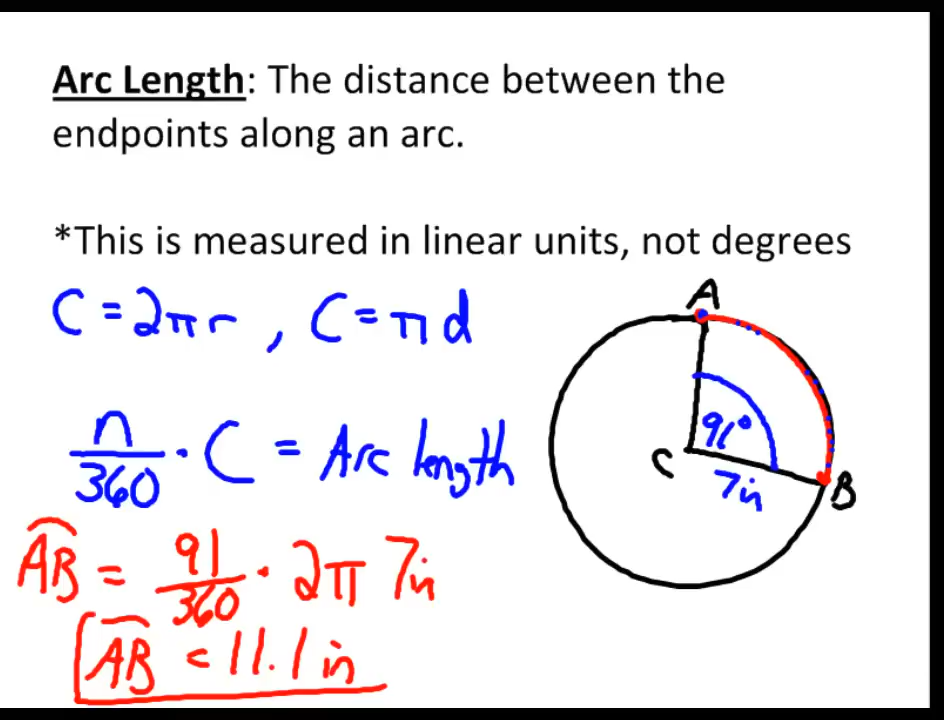 Arc Length: The distance between the
endpoints along an arc.
*This is measured in linear units, not degrees
C = 2πr , C = πd
n/360 · C = Arc length
AB = 91/360 · 2π 7in
AB = 11.1 in
A
91°
C
7in
B